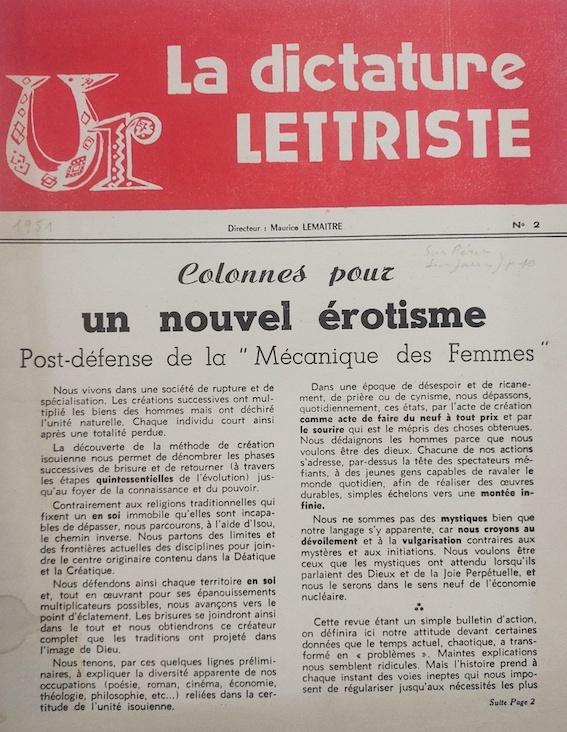 Ur
La dictature
LETTRISTE
1951
Directeur : Maurice LEMAITRE
N° 2
Colonnes pour
un nouvel érotisme
Post-défense de la " Mécanique des Femmes "
Nous vivons dans une société de rupture et de
spécialisation. Les créations successives ont mul-
tiplié les biens des hommes mais ont déchiré
l'unité naturelle. Chaque individu court ainsi
après une totalité perdue.
La découverte de la méthode de création
isouienne nous permet de dénombrer les phases
successives de brisure et de retourner (à travers
les étapes quintessentielles de l'évolution) jus-
qu'au foyer de la connaissance et du pouvoir.
Contrairement aux religions traditionnelles qui
fixent un en soi immobile qu'elles sont incapa-
bles de dépasser, nous parcourons, à l'aide d'Isou,
le chemin inverse. Nous partons des limites et
des frontières actuelles des disciplines pour join-
dre le centre originaire contenu dans la Déatique
et la Créatique.
Nous défendons ainsi chaque territoire en soi
et, tout en œuvrant pour ses épanouissements
multiplicateurs possibles, nous avançons vers le
point d'éclatement. Les brisures se joindront ainsi
dans le tout et nous obtiendrons ce créateur
complet que les traditions ont projeté dans
l'image de Dieu.
Nous tenons, par ces quelques lignes prélimi-
naires, à expliquer la diversité apparente de nos
occupations (poésie, roman, cinéma, économie,
théologie, philosophie, etc...) reliées dans la cer-
titude de l'unité isouienne.
Dans une époque de désespoir et de ricane-
ment, de prière ou de cynisme, nous dépassons,
quotidiennement, ces états, par l'acte de création
comme acte de faire du neuf à tout prix et par
le sourire qui est le mépris des choses obtenues.
Nous dédaignons les hommes parce que nous
voulons être des dieux. Chacune de nos actions
s'adresse, par-dessus la tête des spectateurs mé-
fiants, à des jeunes gens capables de ravaler le
monde quotidien, afin de réaliser des œuvres
durables, simples échelons vers une montée in-
finie.
Nous ne sommes pas des mystiques bien que
notre langage s'y apparente, car nous croyons au
dévoilement et à la vulgarisation contraires aux
mystères et aux initiations. Nous voulons être
ceux que les mystiques ont attendu lorsqu'ils
parlaient des Dieux et de la Joie Perpétuelle, et
nous le serons dans le sens neuf de l'économie
nucléaire.
Cette revue étant un simple bulletin d'action,
on définira ici notre attitude devant certaines
données que le temps actuel, chaotique, a trans-
formé en « problèmes ». Maintes explications
nous semblent ridicules. Mais l'histoire prend à
chaque instant des voies ineptes qui nous impo-
sent de régulariser jusqu'aux nécessités les plus
Suite Page 2